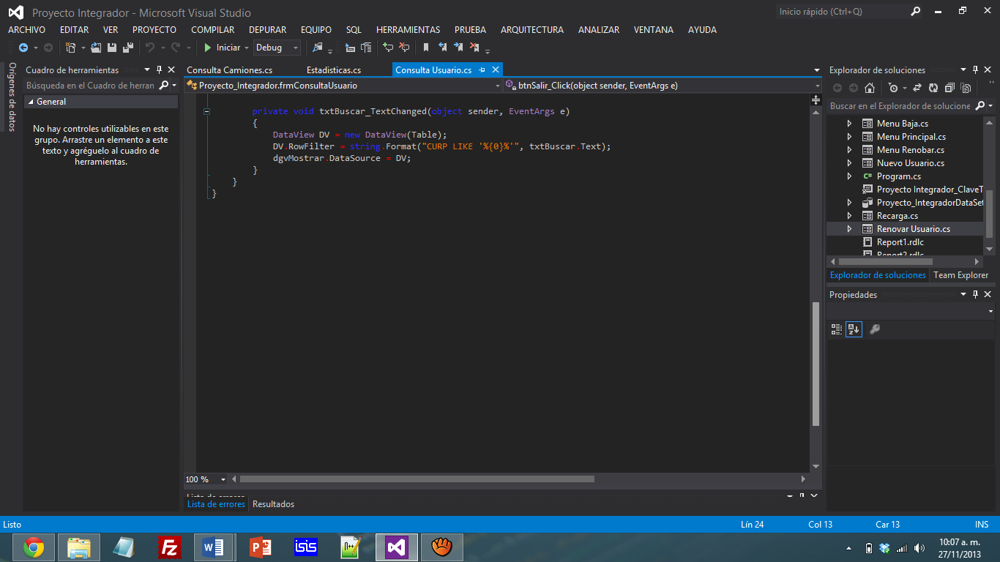 Proyecto Integrador - Microsoft Visual Studio
Inicio rápido (Ctrl+Q)
ARCHIVO EDITAR VER PROYECTO COMPILAR DEPURAR EQUIPO SQL HERRAMIENTAS PRUEBA ARQUITECTURA ANALIZAR VENTANA AYUDA
Iniciar Debug
Orígenes de datos
Cuadro de herramientas
Búsqueda en el Cuadro de herran
General
No hay controles utilizables en este
grupo. Arrastre un elemento a este
texto y agréguelo al cuadro de
herramientas.
Consulta Camiones.cs Estadisticas.cs Consulta Usuario.cs
Proyecto_Integrador.frmConsultaUsuario btnSalir_Click(object sender, EventArgs e)
private void txtBuscar_TextChanged(object sender, EventArgs e)
{
DataView DV = new DataView(Table);
DV.RowFilter = string.Format("CURP LIKE '%{0}%'", txtBuscar.Text);
dgvMostrar.DataSource = DV;
}
}
}
100 %
Lista de errores
Lista de errores Resultados
Explorador de soluciones
Buscar en el Explorador de solucione
Menu Baja.cs
Menu Principal.cs
Menu Renobar.cs
Nuevo Usuario.cs
C# Program.cs
Proyecto Integrador_ClaveT
Proyecto_IntegradorDataSet
Recarga.cs
Renovar Usuario.cs
Report1.rdlc
Report2.rdlc
Explorador de soluciones Team Explorer
Propiedades
Listo Lín 24 Col 13 Car 13 INS
FZ W P isis
10:07 a. m.
27/11/2013